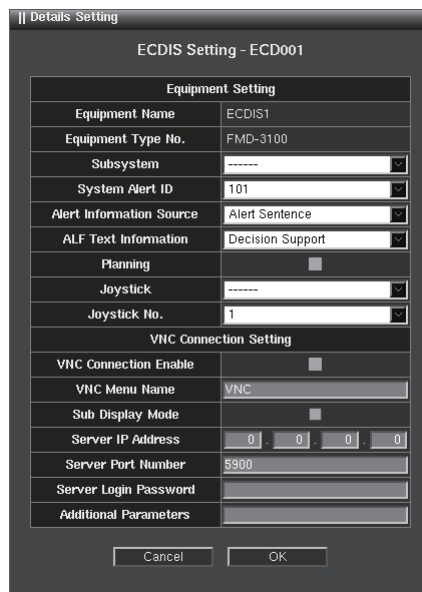 || Details Setting
ECDIS Setting - ECD001
Equipment Setting
Equipment Name ECDIS1
Equipment Type No. FMD-3100
Subsystem ------
System Alert ID 101
Alert Information Source Alert Sentence
ALF Text Information Decision Support
Planning
Joystick ------
Joystick No. 1
VNC Connection Setting
VNC Connection Enable
VNC Menu Name VNC
Sub Display Mode
Server IP Address 0 . 0 . 0 . 0
Server Port Number 5900
Server Login Password
Additional Parameters
Cancel OK